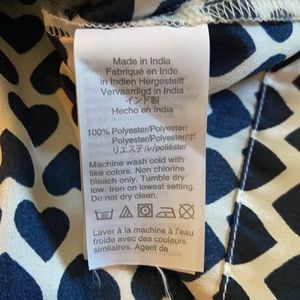 Made in India
Fabriqué en Inde
in Indien Hergestellt
Vervaardigd in India
インド製
Hecho en India
100% Polyester/Polyester/
Polyester/Polyester/ポ
リエステル/poliéster
Machine wash cold with
like colors. Non chlorine
bleach only. Tumble dry
low. Iron on lowest setting.
Do not dry clean.
Laver à la machine à l'eau
froide avec des couleurs
similaires. Agent de